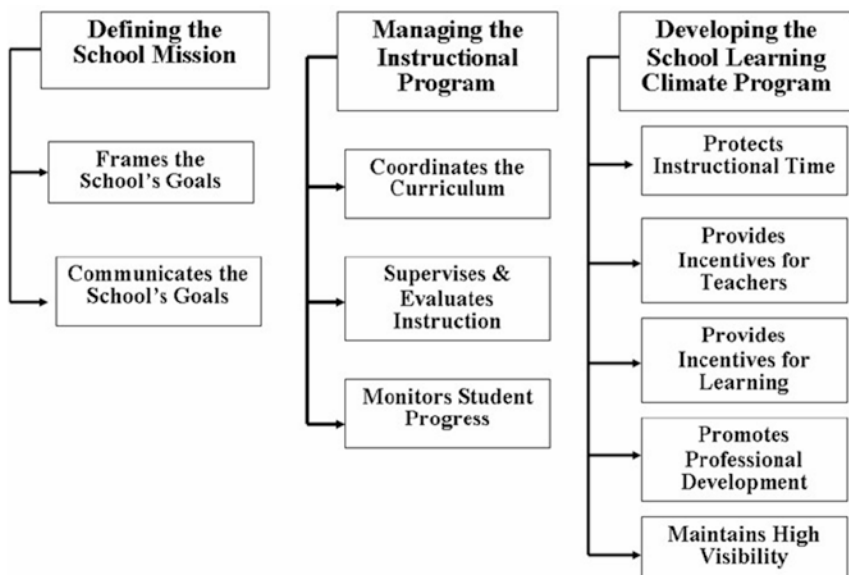 Defining the
School Mission
Frames the
School's Goals
Communicates the
School's Goals
Managing the
Instructional
Program
Coordinates the
Curriculum
Supervises &
Evaluates
Instruction
Monitors Student
Progress
Developing the
School Learning
Climate Program
Protects
Instructional Time
Provides
Incentives for
Teachers
Provides
Incentives for
Learning
Promotes
Professional
Development
Maintains High
Visibility